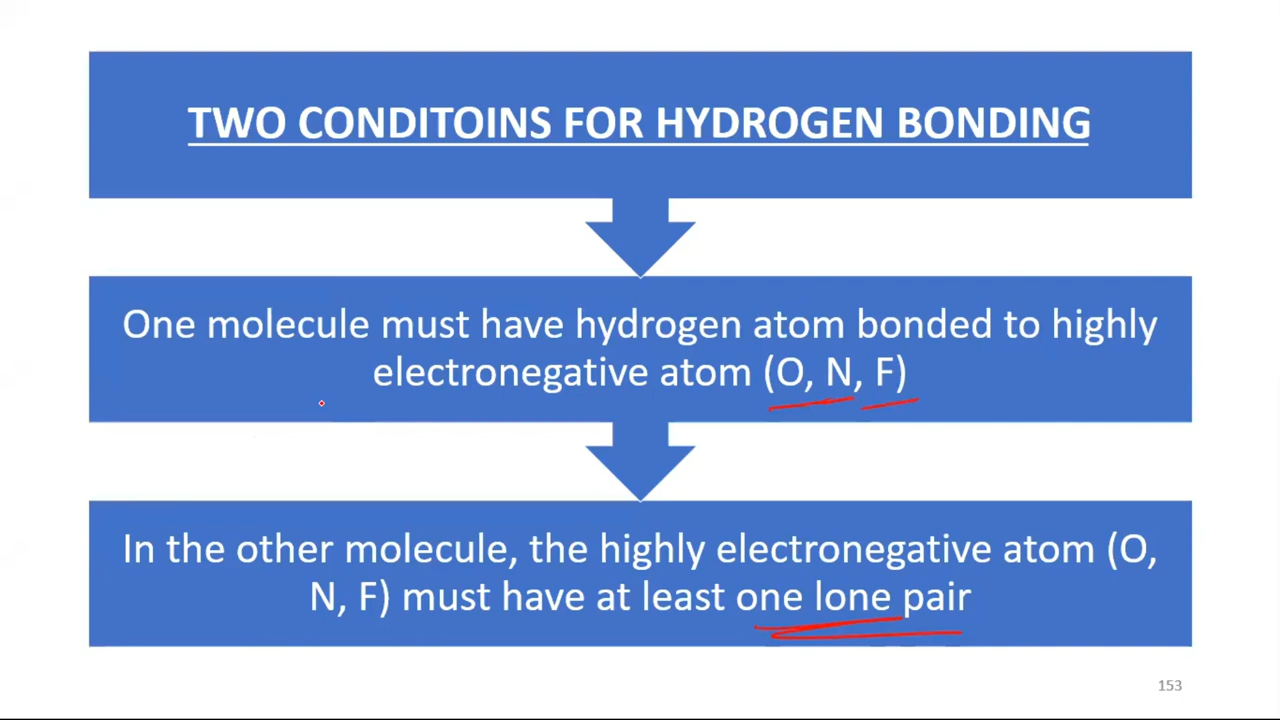 TWO CONDITOINS FOR HYDROGEN BONDING
One molecule must have hydrogen atom bonded to highly
electronegative atom (O, N, F)
In the other molecule, the highly electronegative atom (O,
N, F) must have at least one lone pair
153